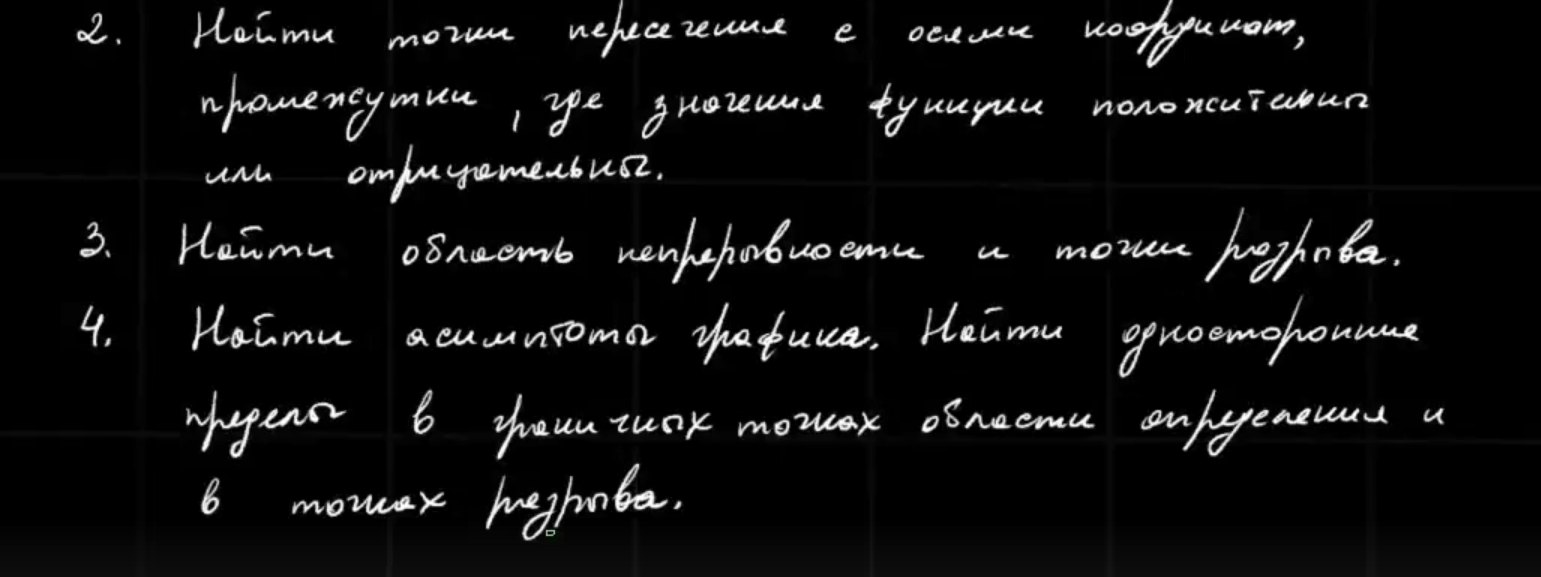 2. Найти точки пересечения с осями координат,
промежутки, где значения функции положительны
или отрицательны.
3. Найти область непрерывности и точки разрыва.
4. Найти асимптоты графика. Найти односторонние
пределы в граничных точках области определения и
в точках разрыва.